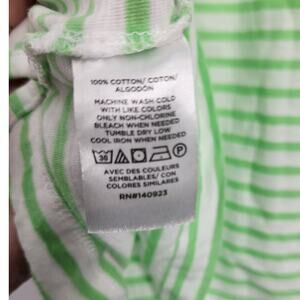 100% COTTON/ COTON/
ALGODÓN
MACHINE WASH COLD
WITH LIKE COLORS
ONLY NON-CHLORINE
BLEACH WHEN NEEDED
TUMBLE DRY LOW
COOL IRON WHEN NEEDED
30 P
AVEC DES COULEURS
SEMBLABLES/ CON
COLORES SIMILARES
RN#140923